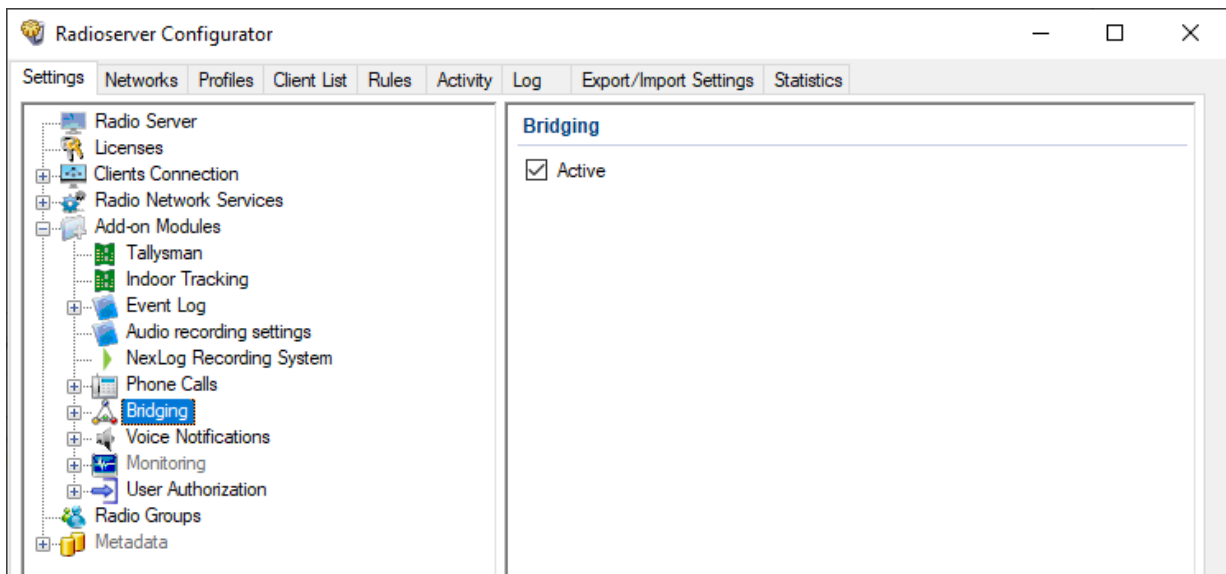 Radioserver Configurator
Settings Networks Profiles Client List Rules Activity Log Export/Import Settings Statistics
Radio Server
Licenses
Clients Connection
Radio Network Services
Add-on Modules
Tallysman
Indoor Tracking
Event Log
Audio recording settings
NexLog Recording System
Phone Calls
Bridging
Voice Notifications
Monitoring
User Authorization
Radio Groups
Metadata
Bridging
Active